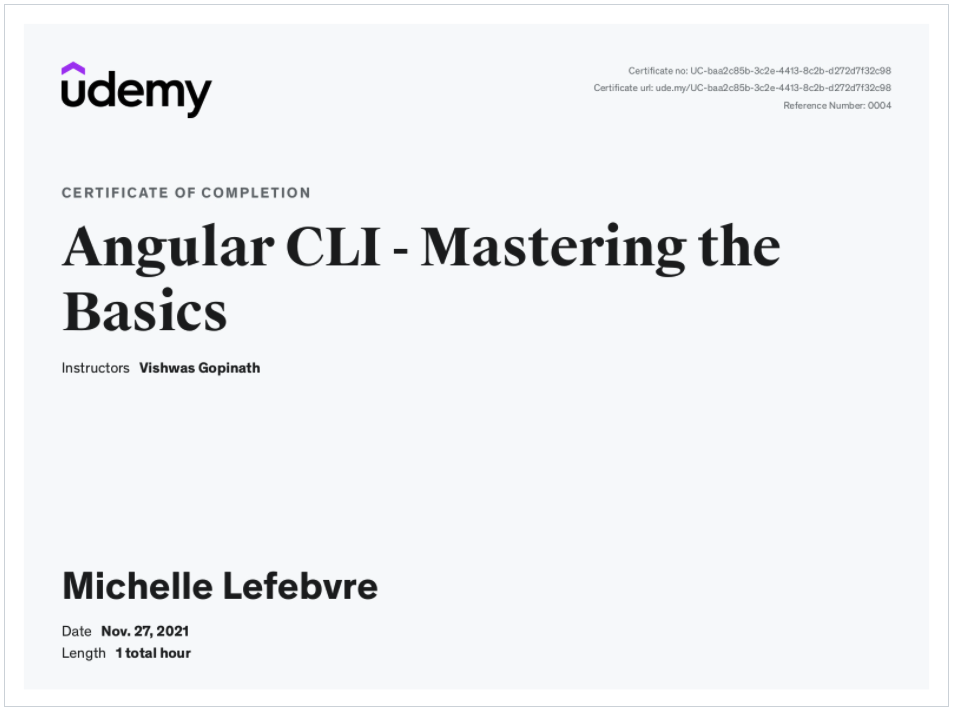 udemy
Certificate no: UC-baa2c85b-3c2e-4413-8c2b-d272d7f32c98
Certificate url: ude.my/UC-baa2c85b-3c2e-4413-8c2b-d272d7f32c98
Reference Number: 0004
CERTIFICATE OF COMPLETION
Angular CLI - Mastering the
Basics
Instructors Vishwas Gopinath
Michelle Lefebvre
Date Nov. 27, 2021
Length 1 total hour